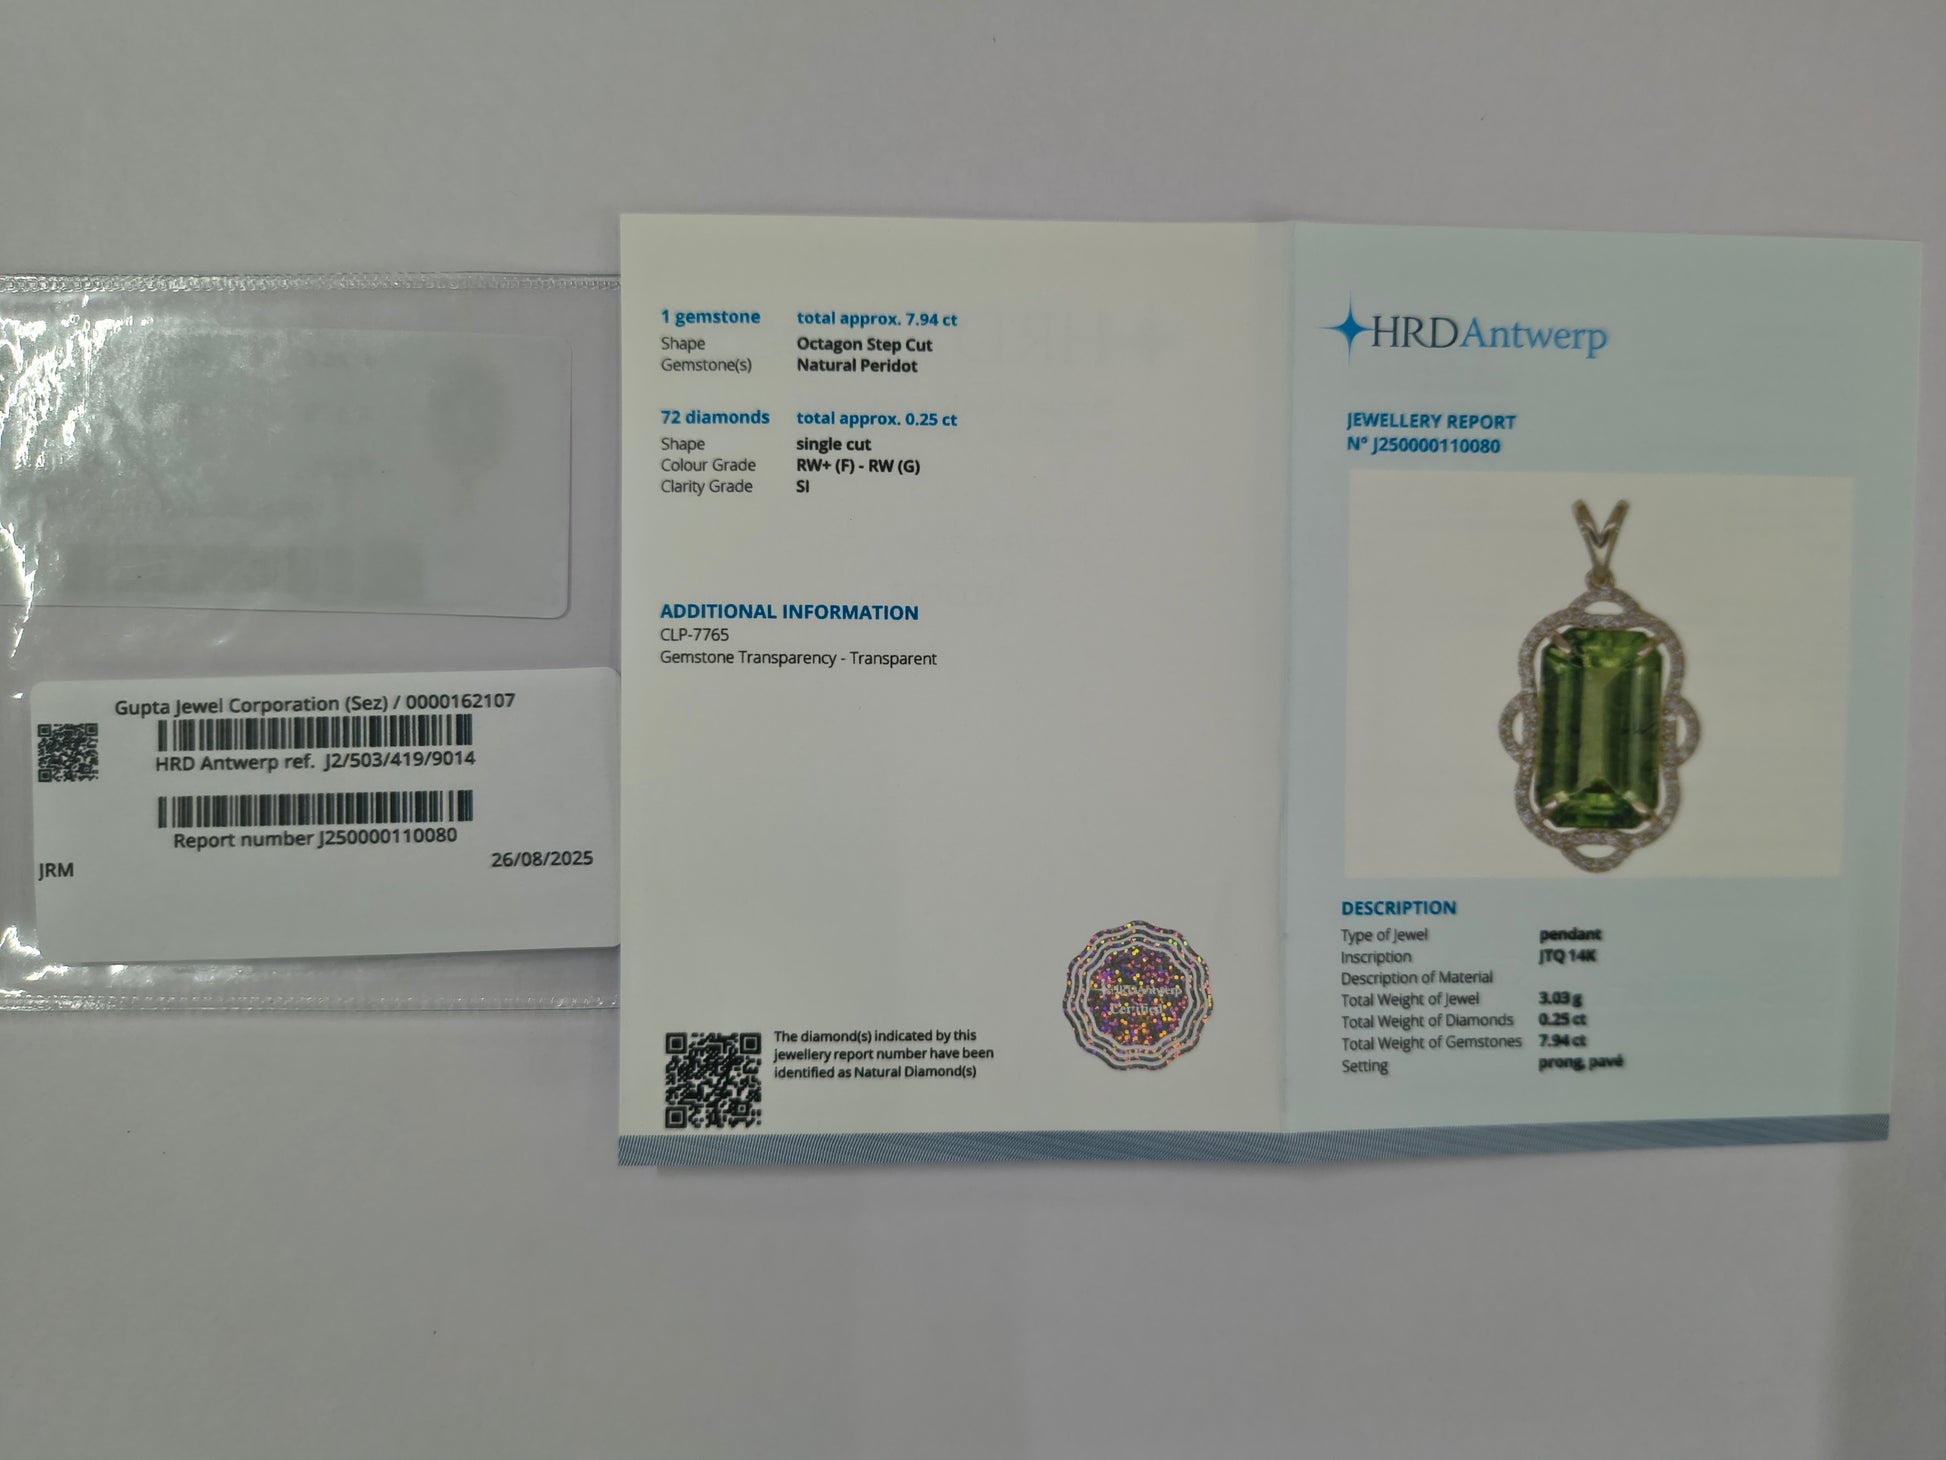 Gupta Jewel Corporation (Sez) / 0000162107
HRD Antwerp ref. J2/503/419/9014
Report number J250000110080
26/08/2025
JRM
1 gemstone total approx. 7.94 ct
Shape Octagon Step Cut
Gemstone(s) Natural Peridot
72 diamonds total approx. 0.25 ct
Shape single cut
Colour Grade RW+ (F) - RW (G)
Clarity Grade SI
ADDITIONAL INFORMATION
CLP-7765
Gemstone Transparency - Transparent
The diamond(s) indicated by this
jewellery report number have been
identified as Natural Diamond(s)
HRD Antwerp
Certified
HRDAntwerp
JEWELLERY REPORT
N° J250000110080
DESCRIPTION
Type of Jewel pendant
Inscription JTQ 14K
Description of Material
Total Weight of Jewel 3.03 g
Total Weight of Diamonds 0.25 ct
Total Weight of Gemstones 7.94 ct
Setting prong, pavé